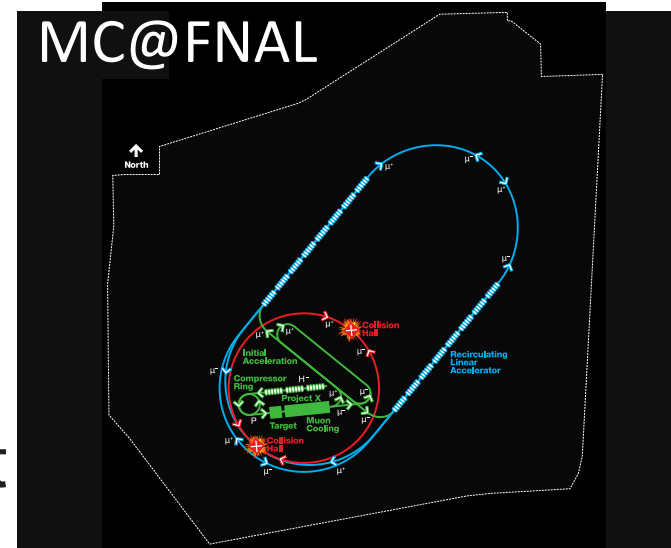 MC@FNAL
North
μ⁺
μ⁻
μ⁻
μ⁻
μ⁺
Collision
Hall
μ⁺
μ⁺
μ⁻
Initial
Acceleration
Recirculating
Linear
Accelerator
μ⁻
Compressor
Ring
H⁻
Project X
μ⁺
μ⁻
μ⁻
P
Target
Muon
Cooling
μ⁻
μ⁺
Collision
Hall
μ⁻
μ⁺
t